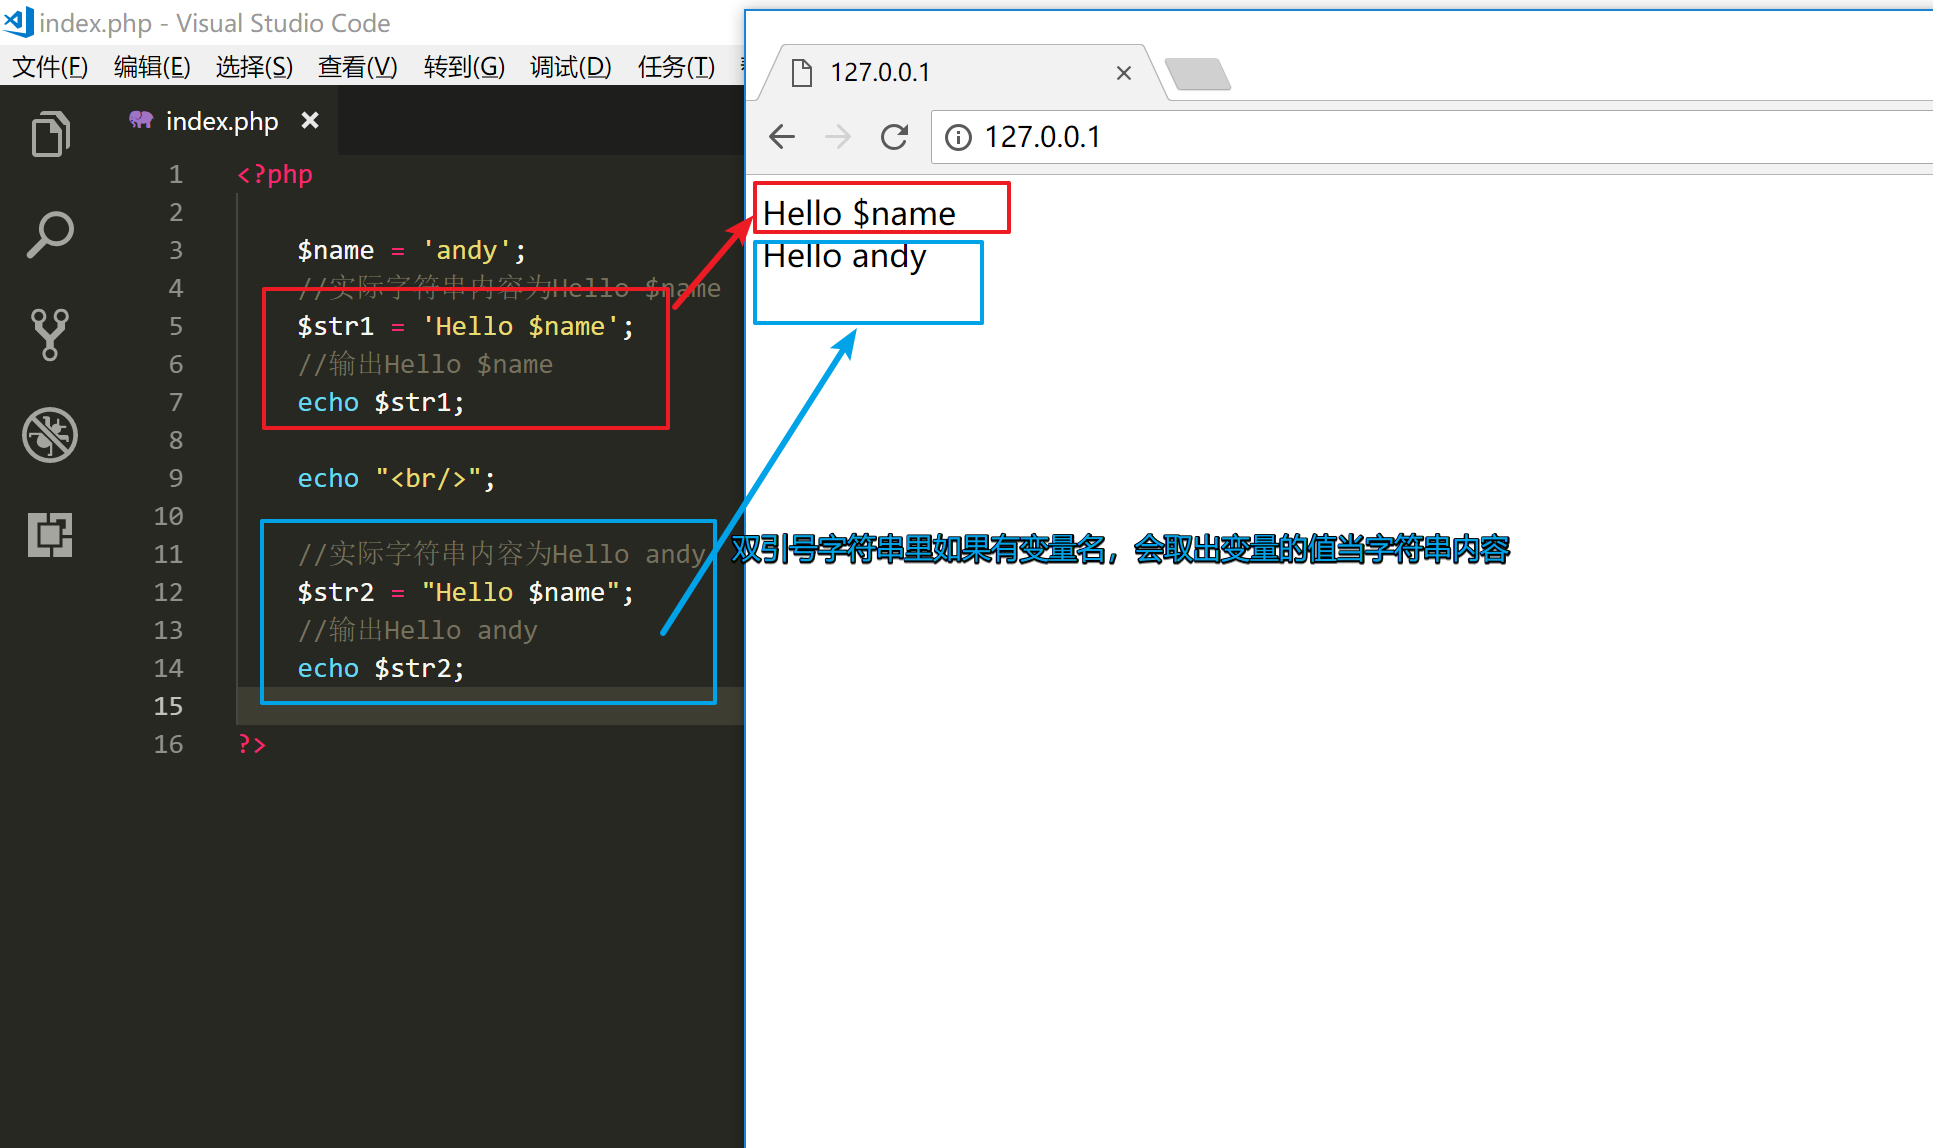 index.php - Visual Studio Code
文件(F) 编辑(E) 选择(S) 查看(V) 转到(G) 调试(D) 任务(T)
index.php
1 <?php
2
3 $name = 'andy';
4 //实际字符串内容为Hello $name
5 $str1 = 'Hello $name';
6 //输出Hello $name
7 echo $str1;
8
9 echo "<br/>";
10
11 //实际字符串内容为Hello andy
12 $str2 = "Hello $name";
13 //输出Hello andy
14 echo $str2;
15
16 ?>
127.0.0.1
127.0.0.1
Hello $name
Hello andy
双引号字符串里如果有变量名，会取出变量的值当字符串内容